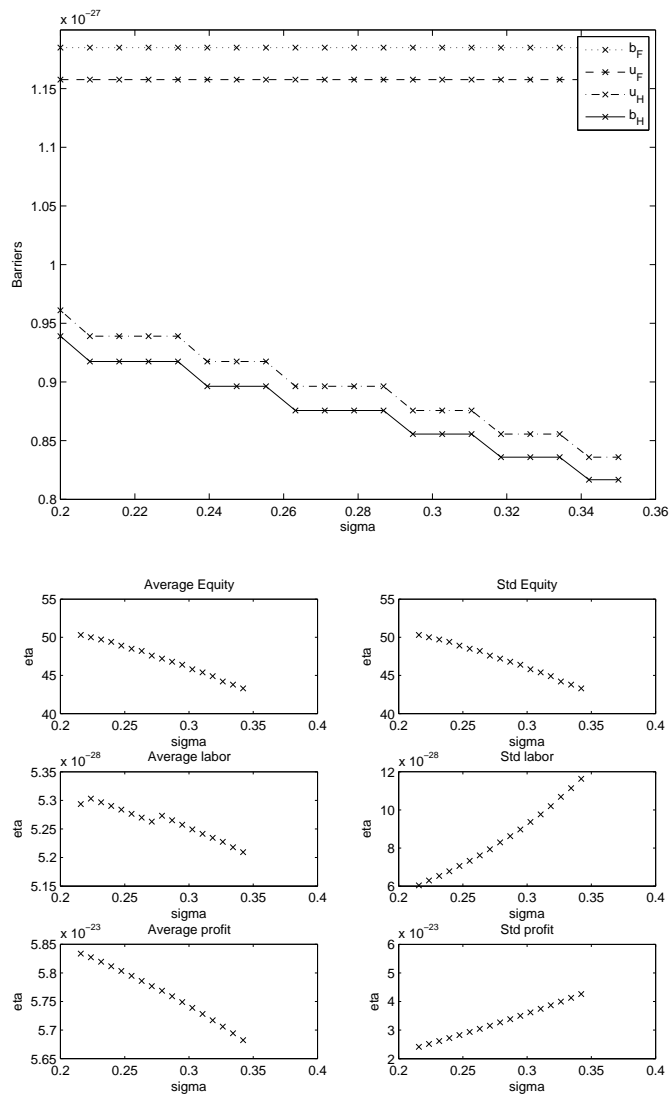 x 10^-27
b_F
u_F
u_H
b_H
1.15
1.1
1.05
1
0.95
0.9
0.85
0.8
Barriers
0.2 0.22 0.24 0.26 0.28 0.3 0.32 0.34 0.36
sigma
Average Equity
55
50
45
40
eta
0.2 0.25 0.3 0.35 0.4
sigma
Std Equity
55
50
45
40
eta
0.2 0.25 0.3 0.35 0.4
sigma
Average labor
x 10^-28
5.35
5.3
5.25
5.2
5.15
eta
0.2 0.25 0.3 0.35 0.4
sigma
Std labor
x 10^-28
12
10
8
6
eta
0.2 0.25 0.3 0.35 0.4
sigma
Average profit
x 10^-23
5.85
5.8
5.75
5.7
5.65
eta
0.2 0.25 0.3 0.35 0.4
sigma
Std profit
x 10^-23
6
5
4
3
2
eta
0.2 0.25 0.3 0.35 0.4
sigma